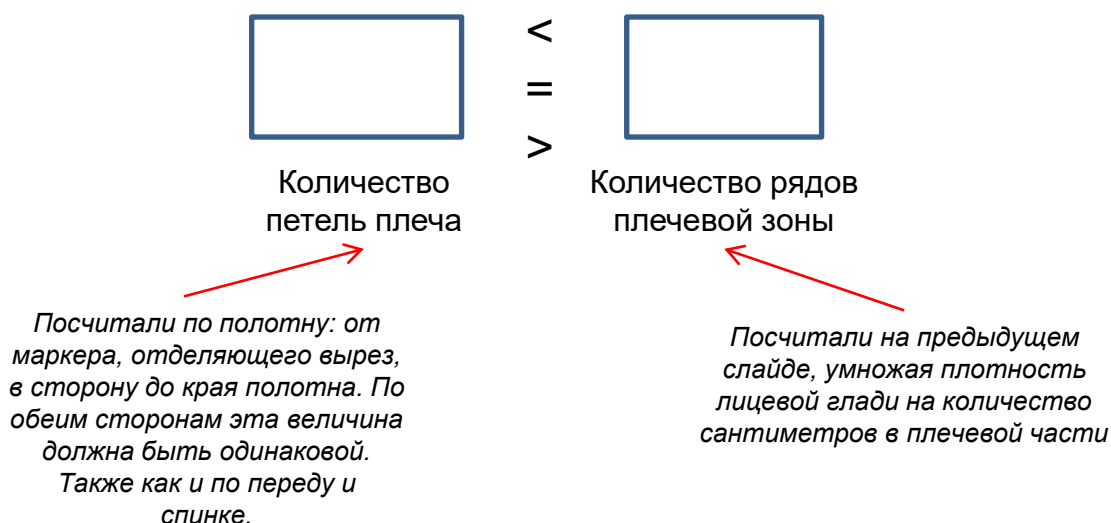 <
=
>
Количество
петель плеча
Количество рядов
плечевой зоны
Посчитали по полотну: от
маркера, отделяющего вырез,
в сторону до края полотна. По
обеим сторонам эта величина
должна быть одинаковой.
Также как и по переду и
спинке.
Посчитали на предыдущем
слайде, умножая плотность
лицевой глади на количество
сантиметров в плечевой части